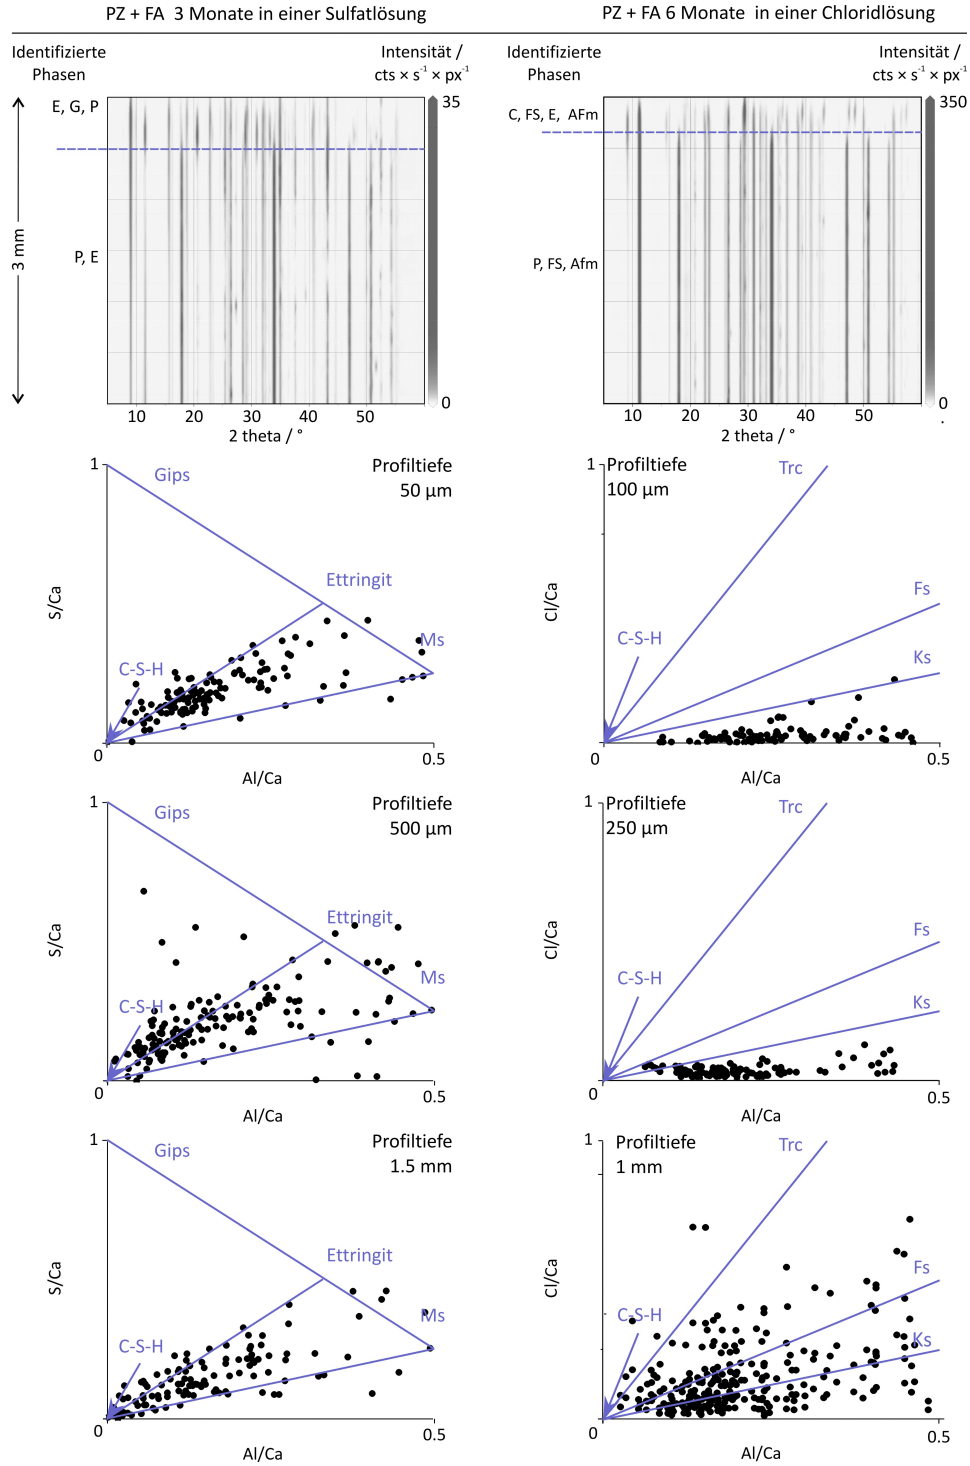 PZ + FA 3 Monate in einer Sulfatlösung
PZ + FA 6 Monate in einer Chloridlösung
Identifizierte
Phasen
Intensität /
cts × s⁻¹ × px⁻¹
Identifizierte
Phasen
Intensität /
cts × s⁻¹ × px⁻¹
E, G, P
35
P, E
3 mm
0
10 20 30 40 50
2 theta / °
C, FS, E, AFm
350
P, FS, Afm
0
10 20 30 40 50
2 theta / °
1
Gips
Profiltiefe
50 µm
Ettringit
Ms
C-S-H
S/Ca
0
0.5
Al/Ca
1
Profiltiefe
100 µm
Trc
Fs
Ks
C-S-H
Cl/Ca
0
0.5
Al/Ca
1
Gips
Profiltiefe
500 µm
Ettringit
Ms
C-S-H
S/Ca
0
0.5
Al/Ca
1
Profiltiefe
250 µm
Trc
Fs
Ks
C-S-H
Cl/Ca
0
0.5
Al/Ca
1
Gips
Profiltiefe
1.5 mm
Ettringit
Ms
C-S-H
S/Ca
0
0.5
Al/Ca
1
Profiltiefe
1 mm
Trc
Fs
Ks
C-S-H
Cl/Ca
0
0.5
Al/Ca